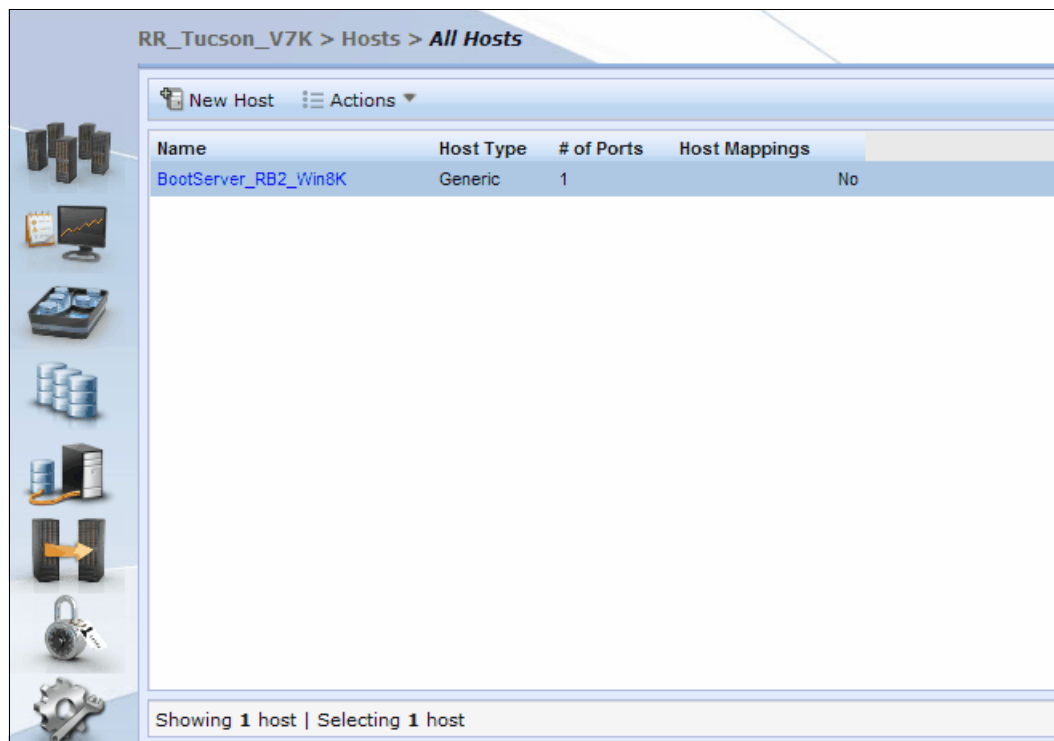 RR_Tucson_V7K > Hosts > All Hosts
New Host Actions
Name Host Type # of Ports Host Mappings
BootServer_RB2_Win8K Generic 1 No
Showing 1 host | Selecting 1 host